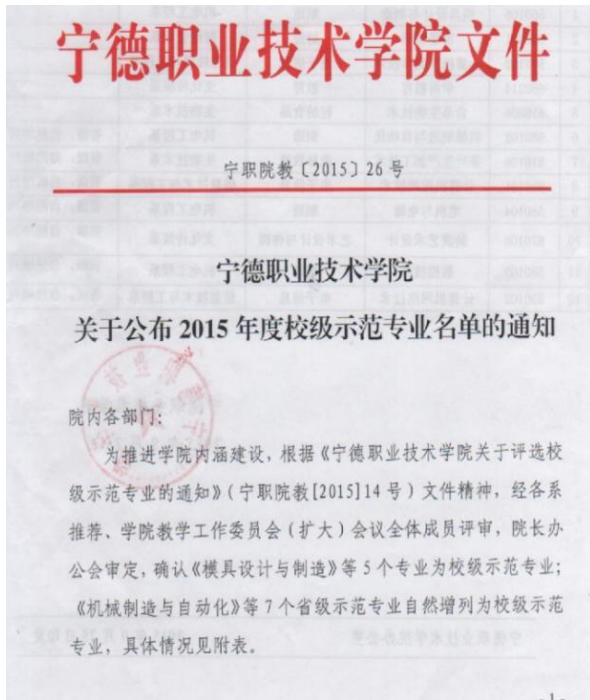 宁德职业技术学院文件
宁职院教〔2015〕26 号
宁德职业技术学院
关于公布 2015 年度校级示范专业名单的通知
院内各部门：
为推进学院内涵建设，根据《宁德职业技术学院关于评选校
级示范专业的通知》（宁职院教[2015]14 号）文件精神，经各系
推荐、学院教学工作委员会（扩大）会议全体成员评审，院长办
公会审定，确认《模具设计与制造》等 5 个专业为校级示范专业；
《机械制造与自动化》等 7 个省级示范专业自然增列为校级示范
专业，具体情况见附表。
- 1 -